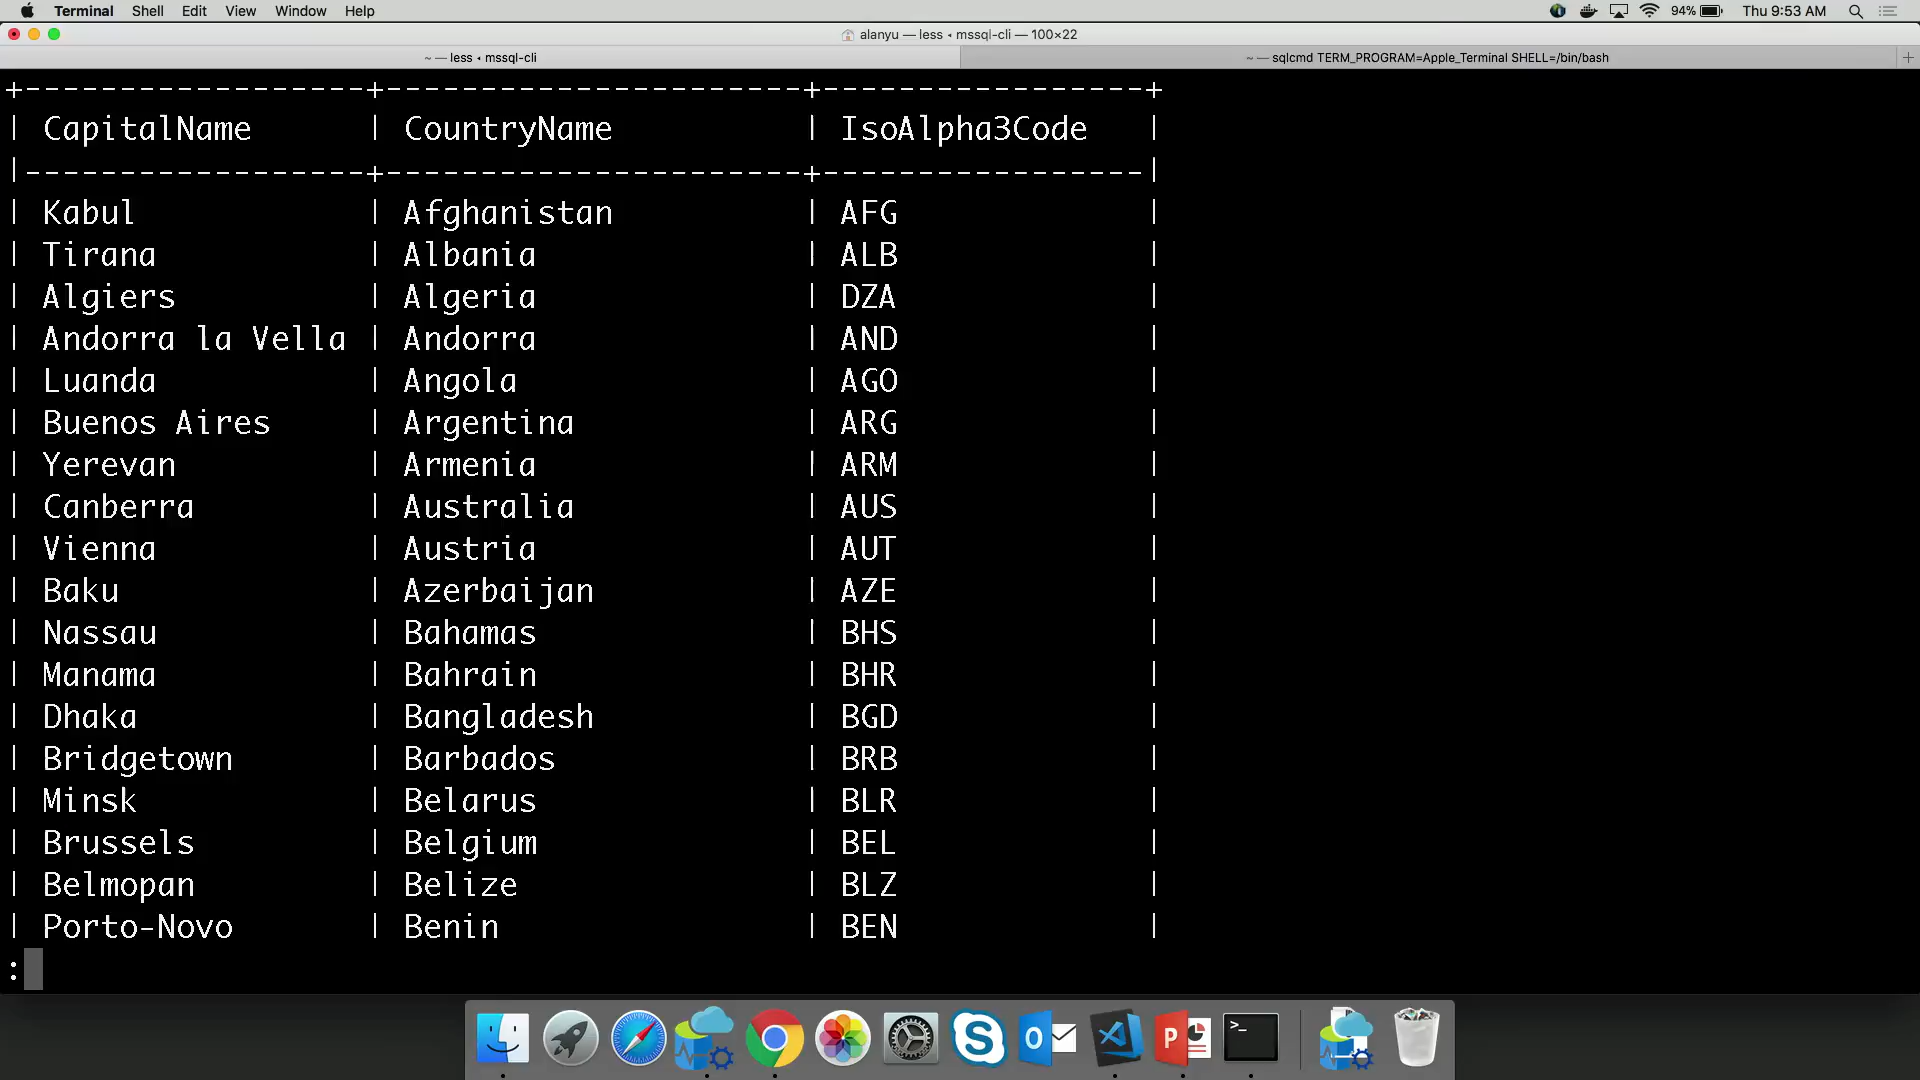 Terminal Shell Edit View Window Help 94% Thu 9:53 AM
alanyu — less ◂ mssql-cli — 100×22
~ — less ◂ mssql-cli ~ — sqlcmd TERM_PROGRAM=Apple_Terminal SHELL=/bin/bash
+------------------+----------------------+-----------------+
| CapitalName | CountryName | IsoAlpha3Code |
|------------------+----------------------+-----------------|
| Kabul | Afghanistan | AFG |
| Tirana | Albania | ALB |
| Algiers | Algeria | DZA |
| Andorra la Vella | Andorra | AND |
| Luanda | Angola | AGO |
| Buenos Aires | Argentina | ARG |
| Yerevan | Armenia | ARM |
| Canberra | Australia | AUS |
| Vienna | Austria | AUT |
| Baku | Azerbaijan | AZE |
| Nassau | Bahamas | BHS |
| Manama | Bahrain | BHR |
| Dhaka | Bangladesh | BGD |
| Bridgetown | Barbados | BRB |
| Minsk | Belarus | BLR |
| Brussels | Belgium | BEL |
| Belmopan | Belize | BLZ |
| Porto-Novo | Benin | BEN |
: